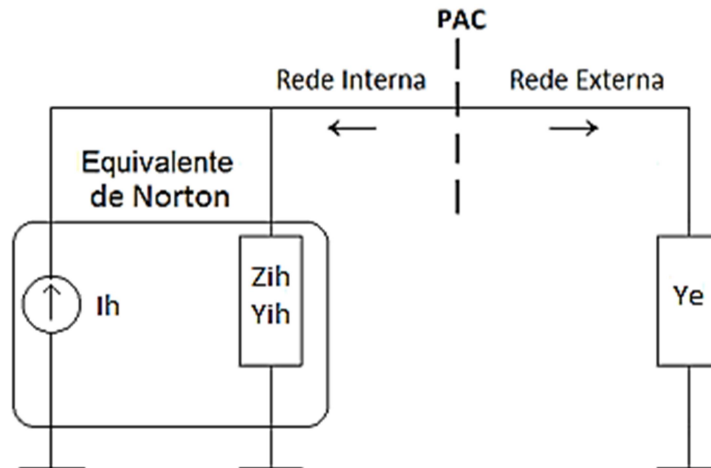 PAC
Rede Interna
Rede Externa
Equivalente
de Norton
Ih
Zih
Yih
Ye